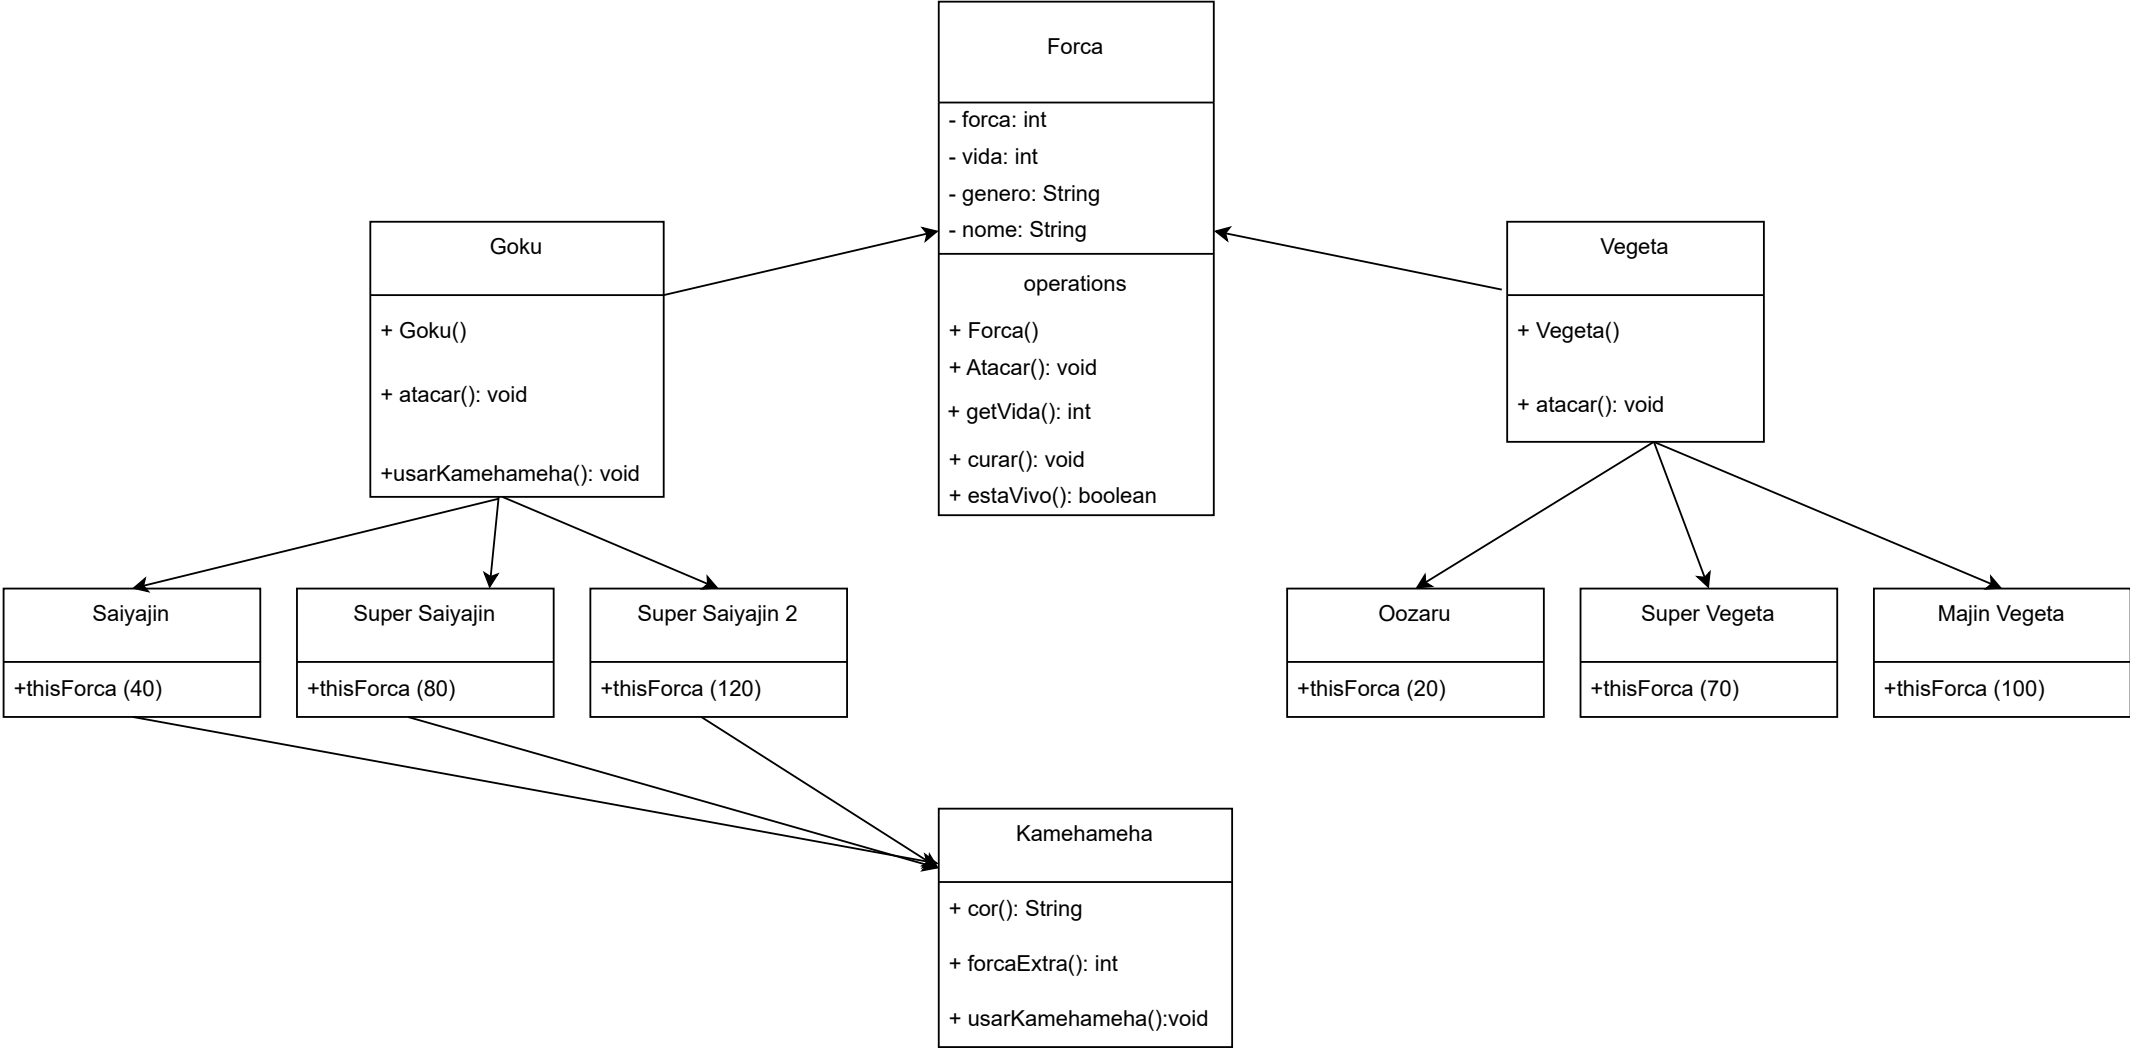 Forca
- forca: int
- vida: int
- genero: String
- nome: String
operations
+ Forca()
+ Atacar(): void
+ getVida(): int
+ curar(): void
+ estaVivo(): boolean
Goku
+ Goku()
+ atacar(): void
+usarKamehameha(): void
Vegeta
+ Vegeta()
+ atacar(): void
Saiyajin
+thisForca (40)
Super Saiyajin
+thisForca (80)
Super Saiyajin 2
+thisForca (120)
Oozaru
+thisForca (20)
Super Vegeta
+thisForca (70)
Majin Vegeta
+thisForca (100)
Kamehameha
+ cor(): String
+ forcaExtra(): int
+ usarKamehameha():void